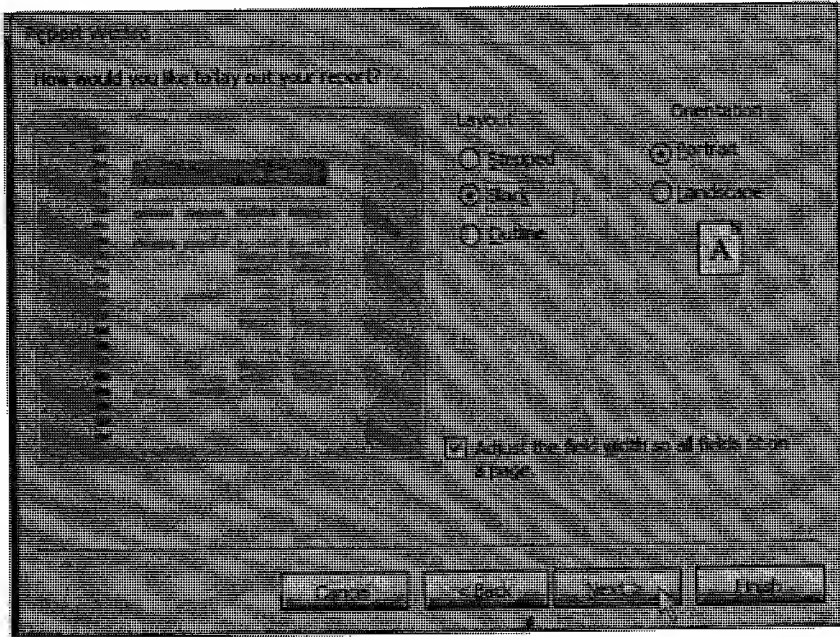 Report Wizard
How would you like to lay out your report?
Layout
Stepped
Block
Outline
Orientation
Portrait
Landscape
A
Adjust the field width so all fields fit on
a page.
Cancel
< Back
Next >
Finish